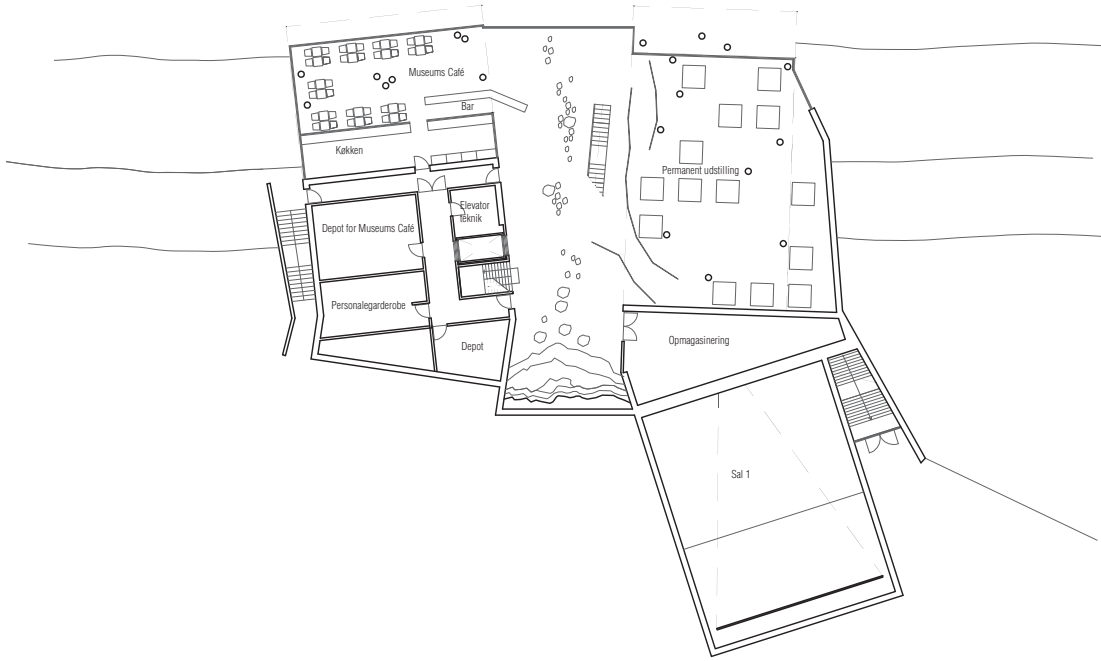 Museums Café
Bar
Køkken
Permanent udstilling
Elevator
teknik
Depot for Museums Café
Personalegarderobe
Depot
Opmagasinering
Sal 1